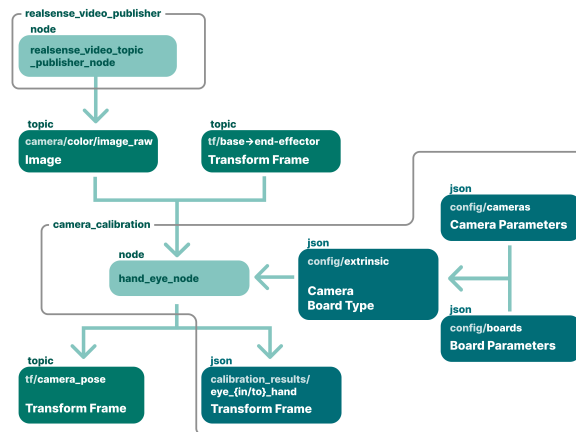 realsense_video_publisher
node
realsense_video_topic
_publisher_node
topic
camera/color/image_raw
Image
topic
tf/base→end-effector
Transform Frame
camera_calibration
node
hand_eye_node
json
config/extrinsic
Camera
Board Type
json
config/cameras
Camera Parameters
json
config/boards
Board Parameters
topic
tf/camera_pose
Transform Frame
json
calibration_results/
eye_{in/to}_hand
Transform Frame